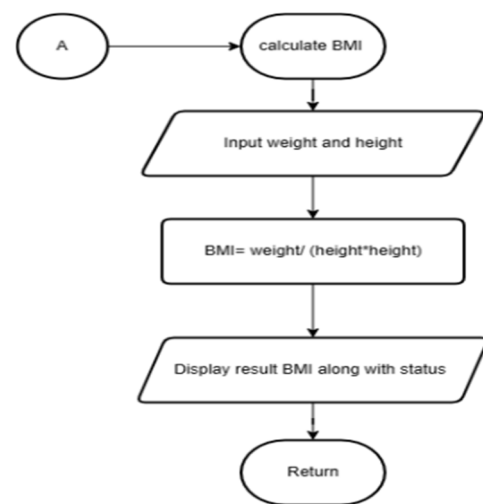 A
calculate BMI
Input weight and height
BMI= weight/ (height*height)
Display result BMI along with status
Return